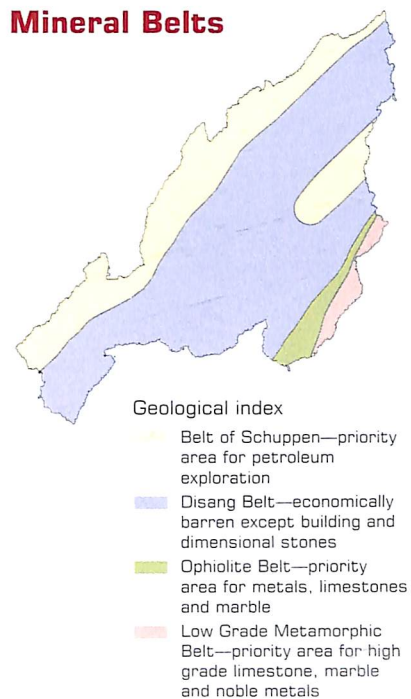 Mineral Belts
Geological index
Belt of Schuppen—priority
area for petroleum
exploration
Disang Belt—economically
barren except building and
dimensional stones
Ophiolite Belt—priority
area for metals, limestones
and marble
Low Grade Metamorphic
Belt—priority area for high
grade limestone, marble
and noble metals